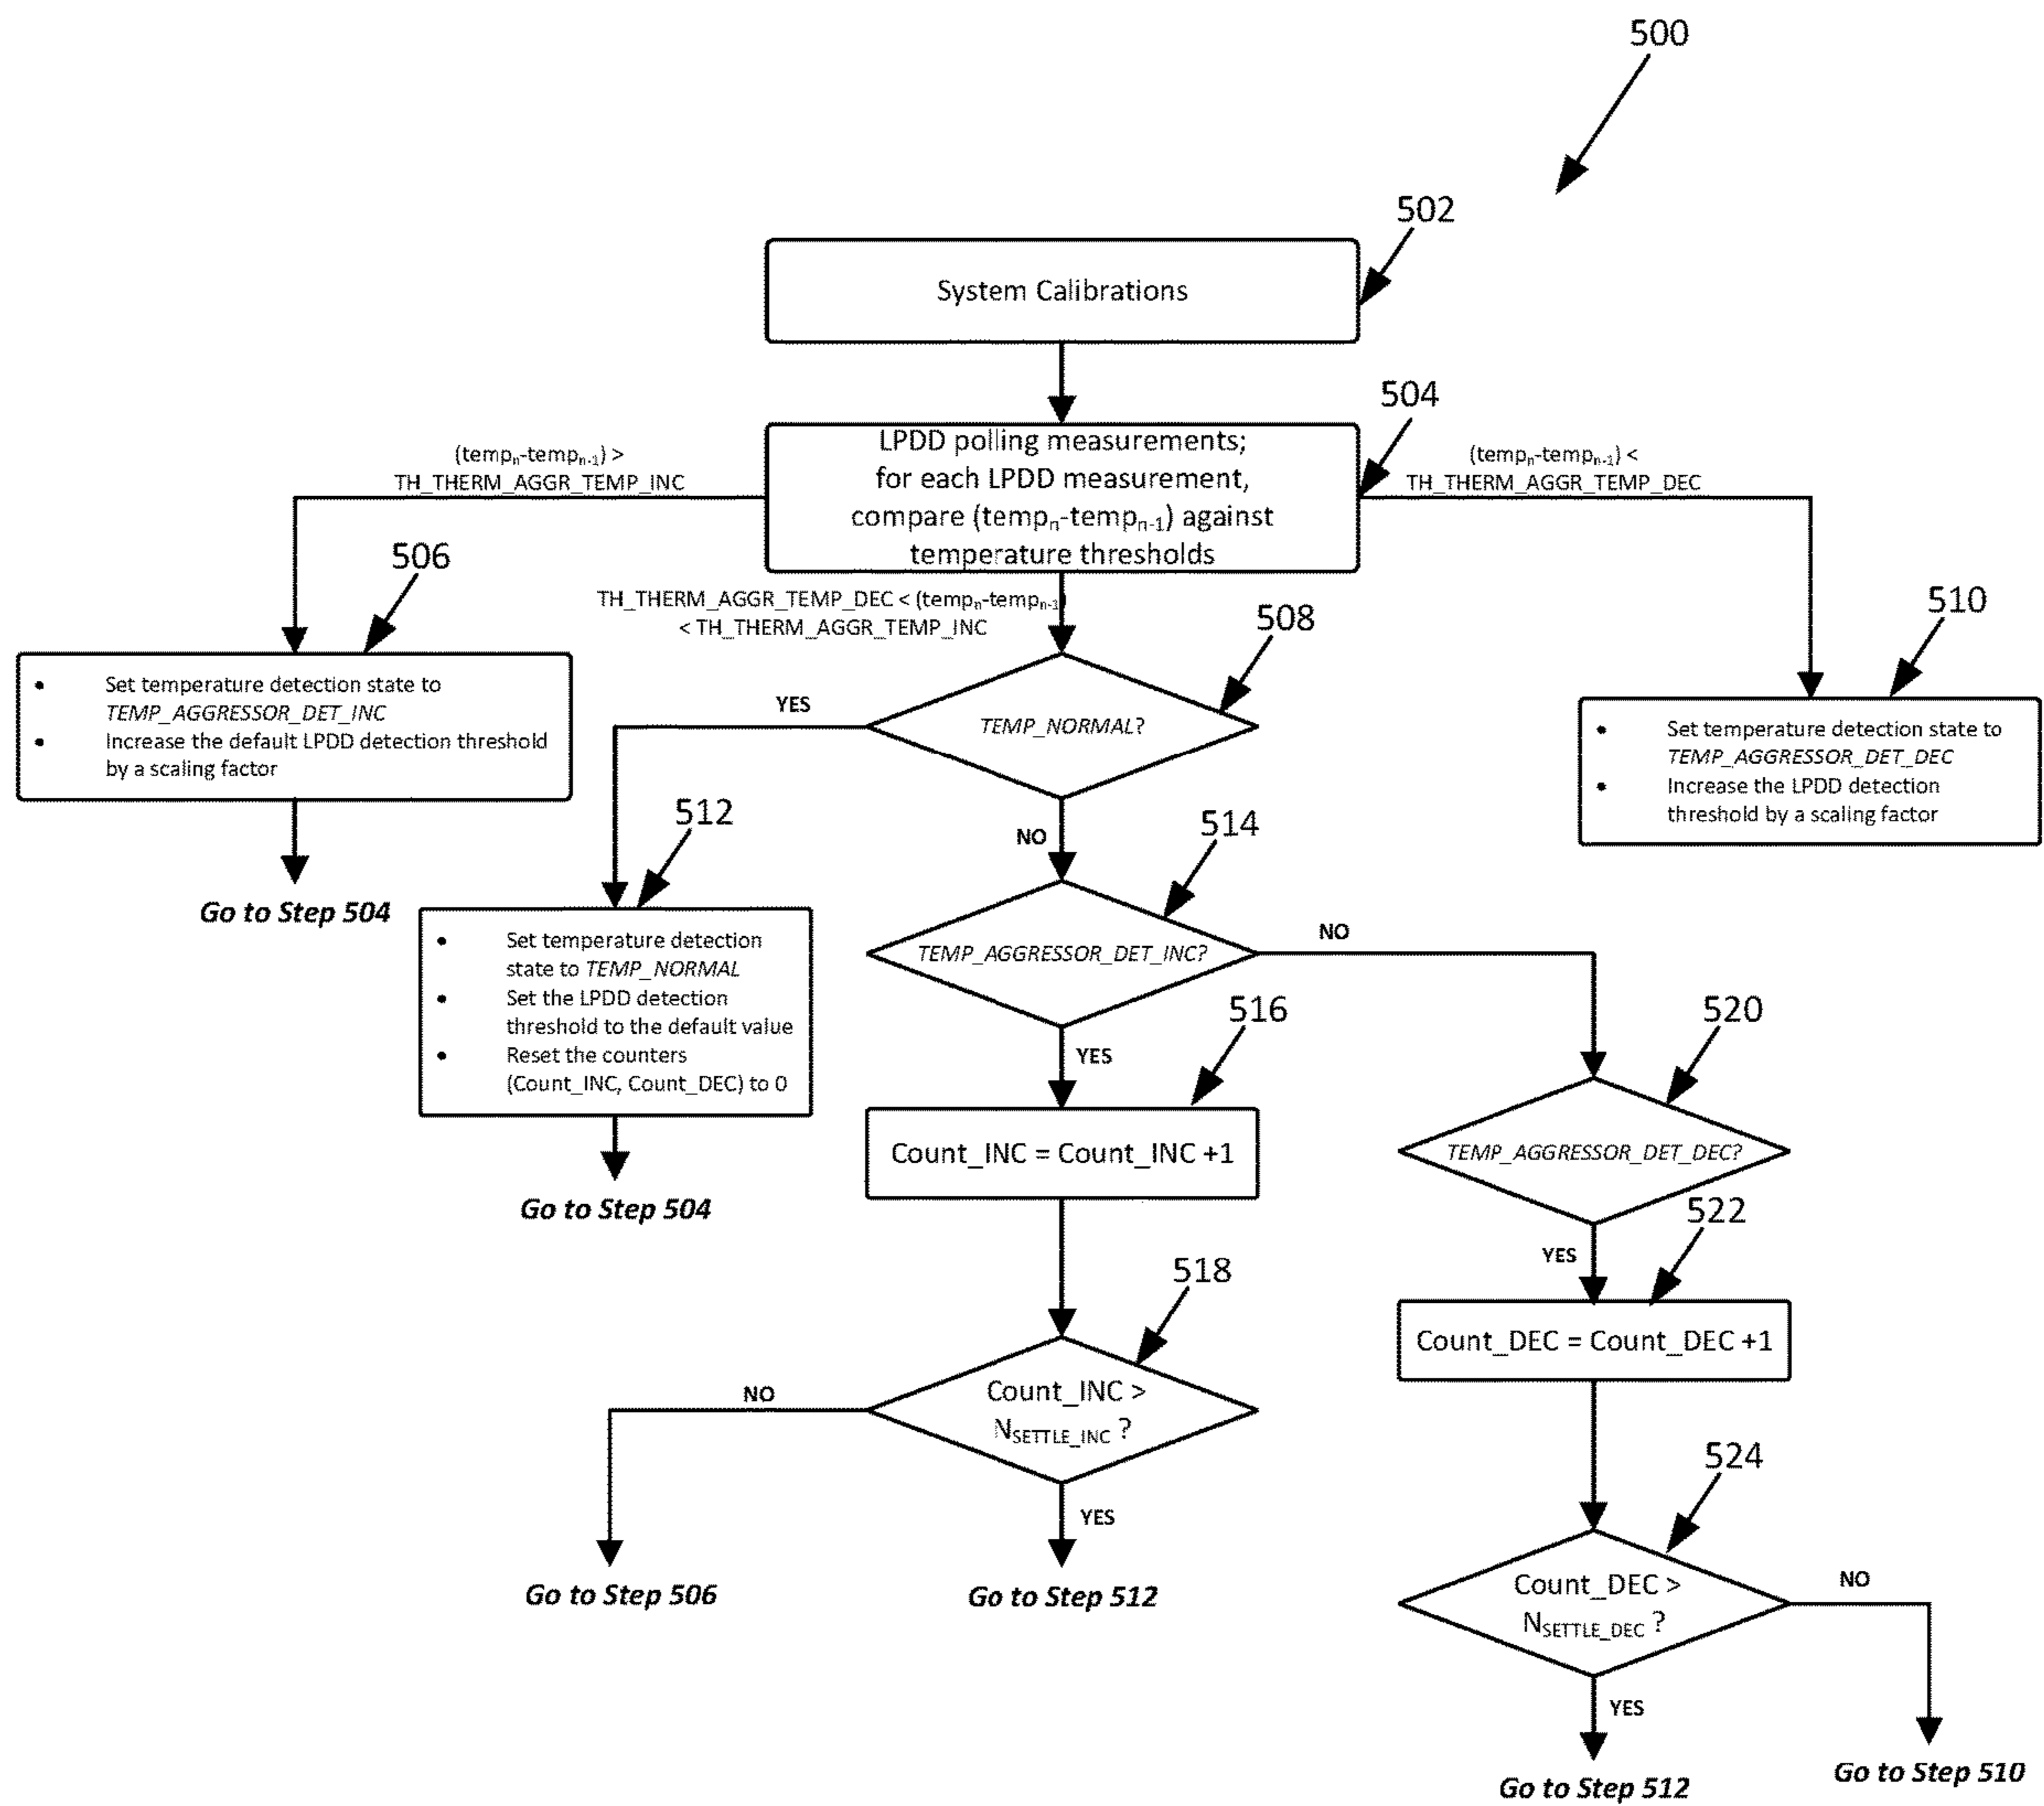 500
502
System Calibrations
504
LPDD polling measurements;
for each LPDD measurement,
compare (tempn-tempn-1) against
temperature thresholds
(tempn-tempn-1) >
TH_THERM_AGGR_TEMP_INC
(tempn-tempn-1) <
TH_THERM_AGGR_TEMP_DEC
506
TH_THERM_AGGR_TEMP_DEC < (tempn-tempn-1)
< TH_THERM_AGGR_TEMP_INC
508
510
• Set temperature detection state to
TEMP_AGGRESSOR_DET_INC
• Increase the default LPDD detection threshold
by a scaling factor
Go to Step 504
YES
TEMP_NORMAL?
NO
• Set temperature detection state to
TEMP_AGGRESSOR_DET_DEC
• Increase the LPDD detection
threshold by a scaling factor
512
• Set temperature detection
state to TEMP_NORMAL
• Set the LPDD detection
threshold to the default value
• Reset the counters
(Count_INC, Count_DEC) to 0
Go to Step 504
514
TEMP_AGGRESSOR_DET_INC?
NO
YES
516
Count_INC = Count_INC +1
518
Count_INC >
NSETTLE_INC ?
NO
Go to Step 506
YES
Go to Step 512
520
TEMP_AGGRESSOR_DET_DEC?
YES
522
Count_DEC = Count_DEC +1
524
Count_DEC >
NSETTLE_DEC ?
NO
YES
Go to Step 512
Go to Step 510